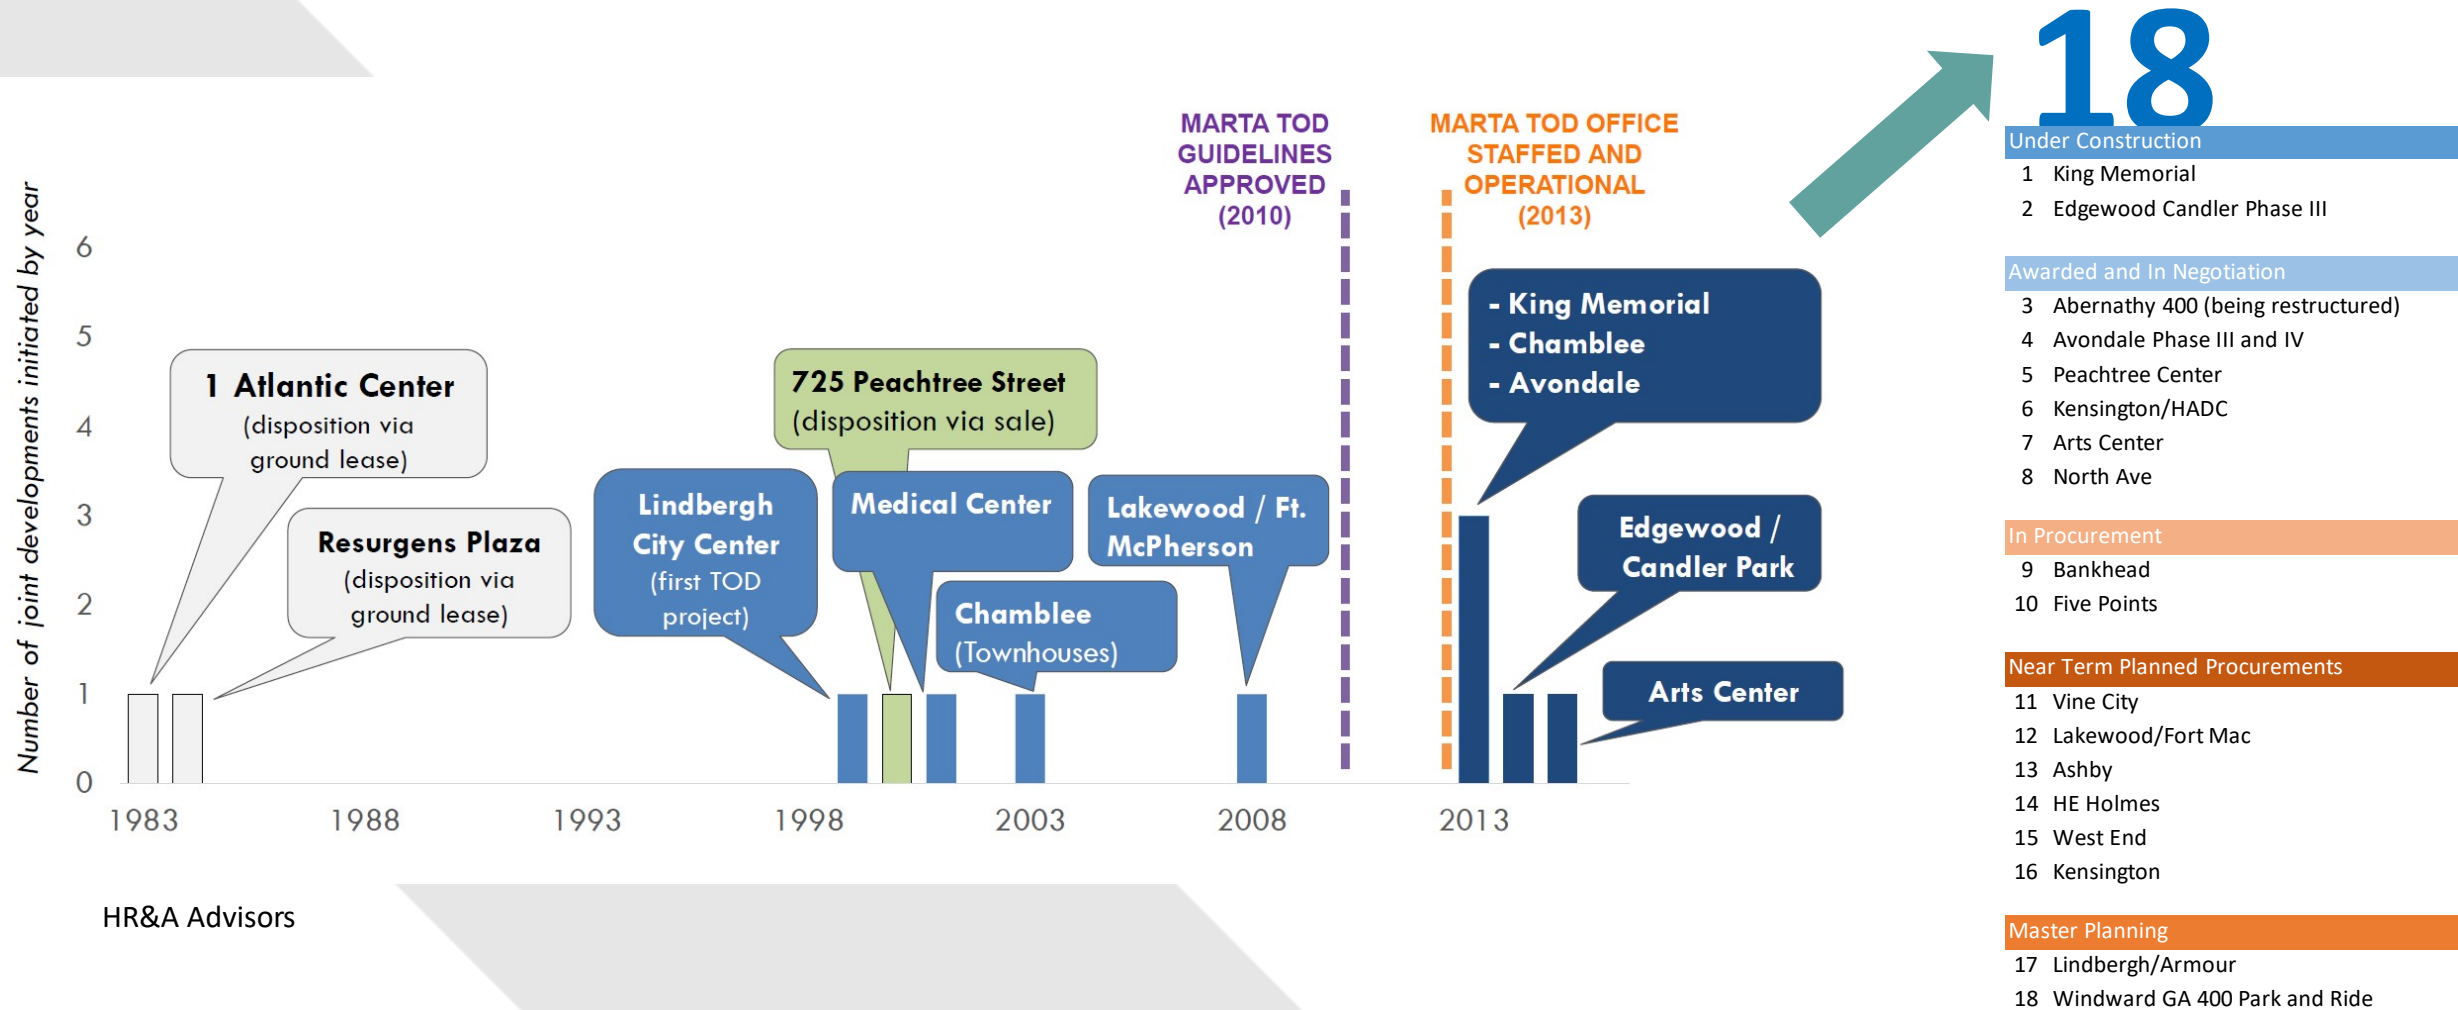 18
MARTA TOD
GUIDELINES
APPROVED
(2010)
MARTA TOD OFFICE
STAFFED AND
OPERATIONAL
(2013)
Number of joint developments initiated by year
6
5
4
3
2
1
0
1983
1988
1993
1998
2003
2008
2013
1 Atlantic Center
(disposition via
ground lease)
Resurgens Plaza
(disposition via
ground lease)
Lindbergh
City Center
(first TOD
project)
725 Peachtree Street
(disposition via sale)
Medical Center
Chamblee
(Townhouses)
Lakewood / Ft.
McPherson
- King Memorial
- Chamblee
- Avondale
Edgewood /
Candler Park
Arts Center
HR&A Advisors
Under Construction
1 King Memorial
2 Edgewood Candler Phase III
Awarded and In Negotiation
3 Abernathy 400 (being restructured)
4 Avondale Phase III and IV
5 Peachtree Center
6 Kensington/HADC
7 Arts Center
8 North Ave
In Procurement
9 Bankhead
10 Five Points
Near Term Planned Procurements
11 Vine City
12 Lakewood/Fort Mac
13 Ashby
14 HE Holmes
15 West End
16 Kensington
Master Planning
17 Lindbergh/Armour
18 Windward GA 400 Park and Ride